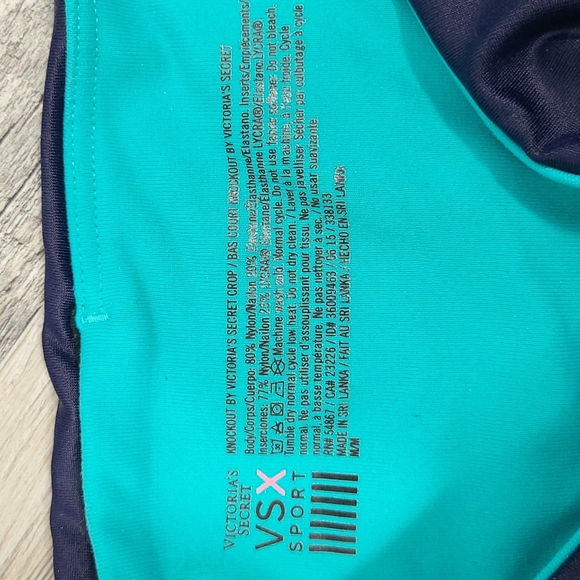 VICTORIA'S
SECRET
VSX
SPORT
KNOCKOUT BY VICTORIA'S SECRET CROP / BAS COURT KNOCKOUT BY VICTORIA'S SECRET
Body/Corps/Cuerpo: 80% Nylon/Nailon 20% Elastane/Elasthanne/Elastano. Inserts/Empiècements/
Inserciones: 77% Nylon/Nailon 23% LYCRA® Elastane/Elasthanne LYCRA®/Elastano LYCRA®.
Machine wash cold. Normal cycle. Do not use fabric softener. Do not bleach.
Tumble dry normal cycle low heat. Do not dry clean. / Laver à la machine, à l'eau froide. Cycle
normal. Ne pas utiliser d'assouplissant pour tissu. Ne pas javelliser. Sécher par culbutage à cycle
normal, à basse température. Ne pas nettoyer à sec. / No usar suavizante.
RN# 54867 / CA# 23226 / ID# 36009463 / 06 15 / 338133
MADE IN SRI LANKA / FAIT AU SRI LANKA / HECHO EN SRI LANKA
M/M